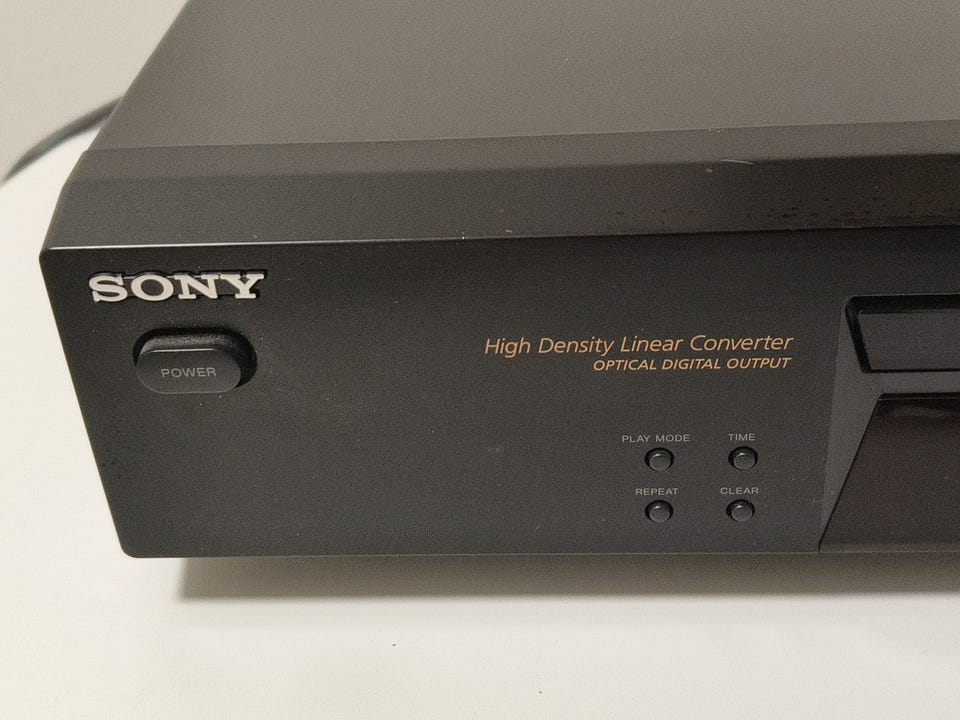 SONY
POWER
High Density Linear Converter
OPTICAL DIGITAL OUTPUT
PLAY MODE TIME
REPEAT CLEAR